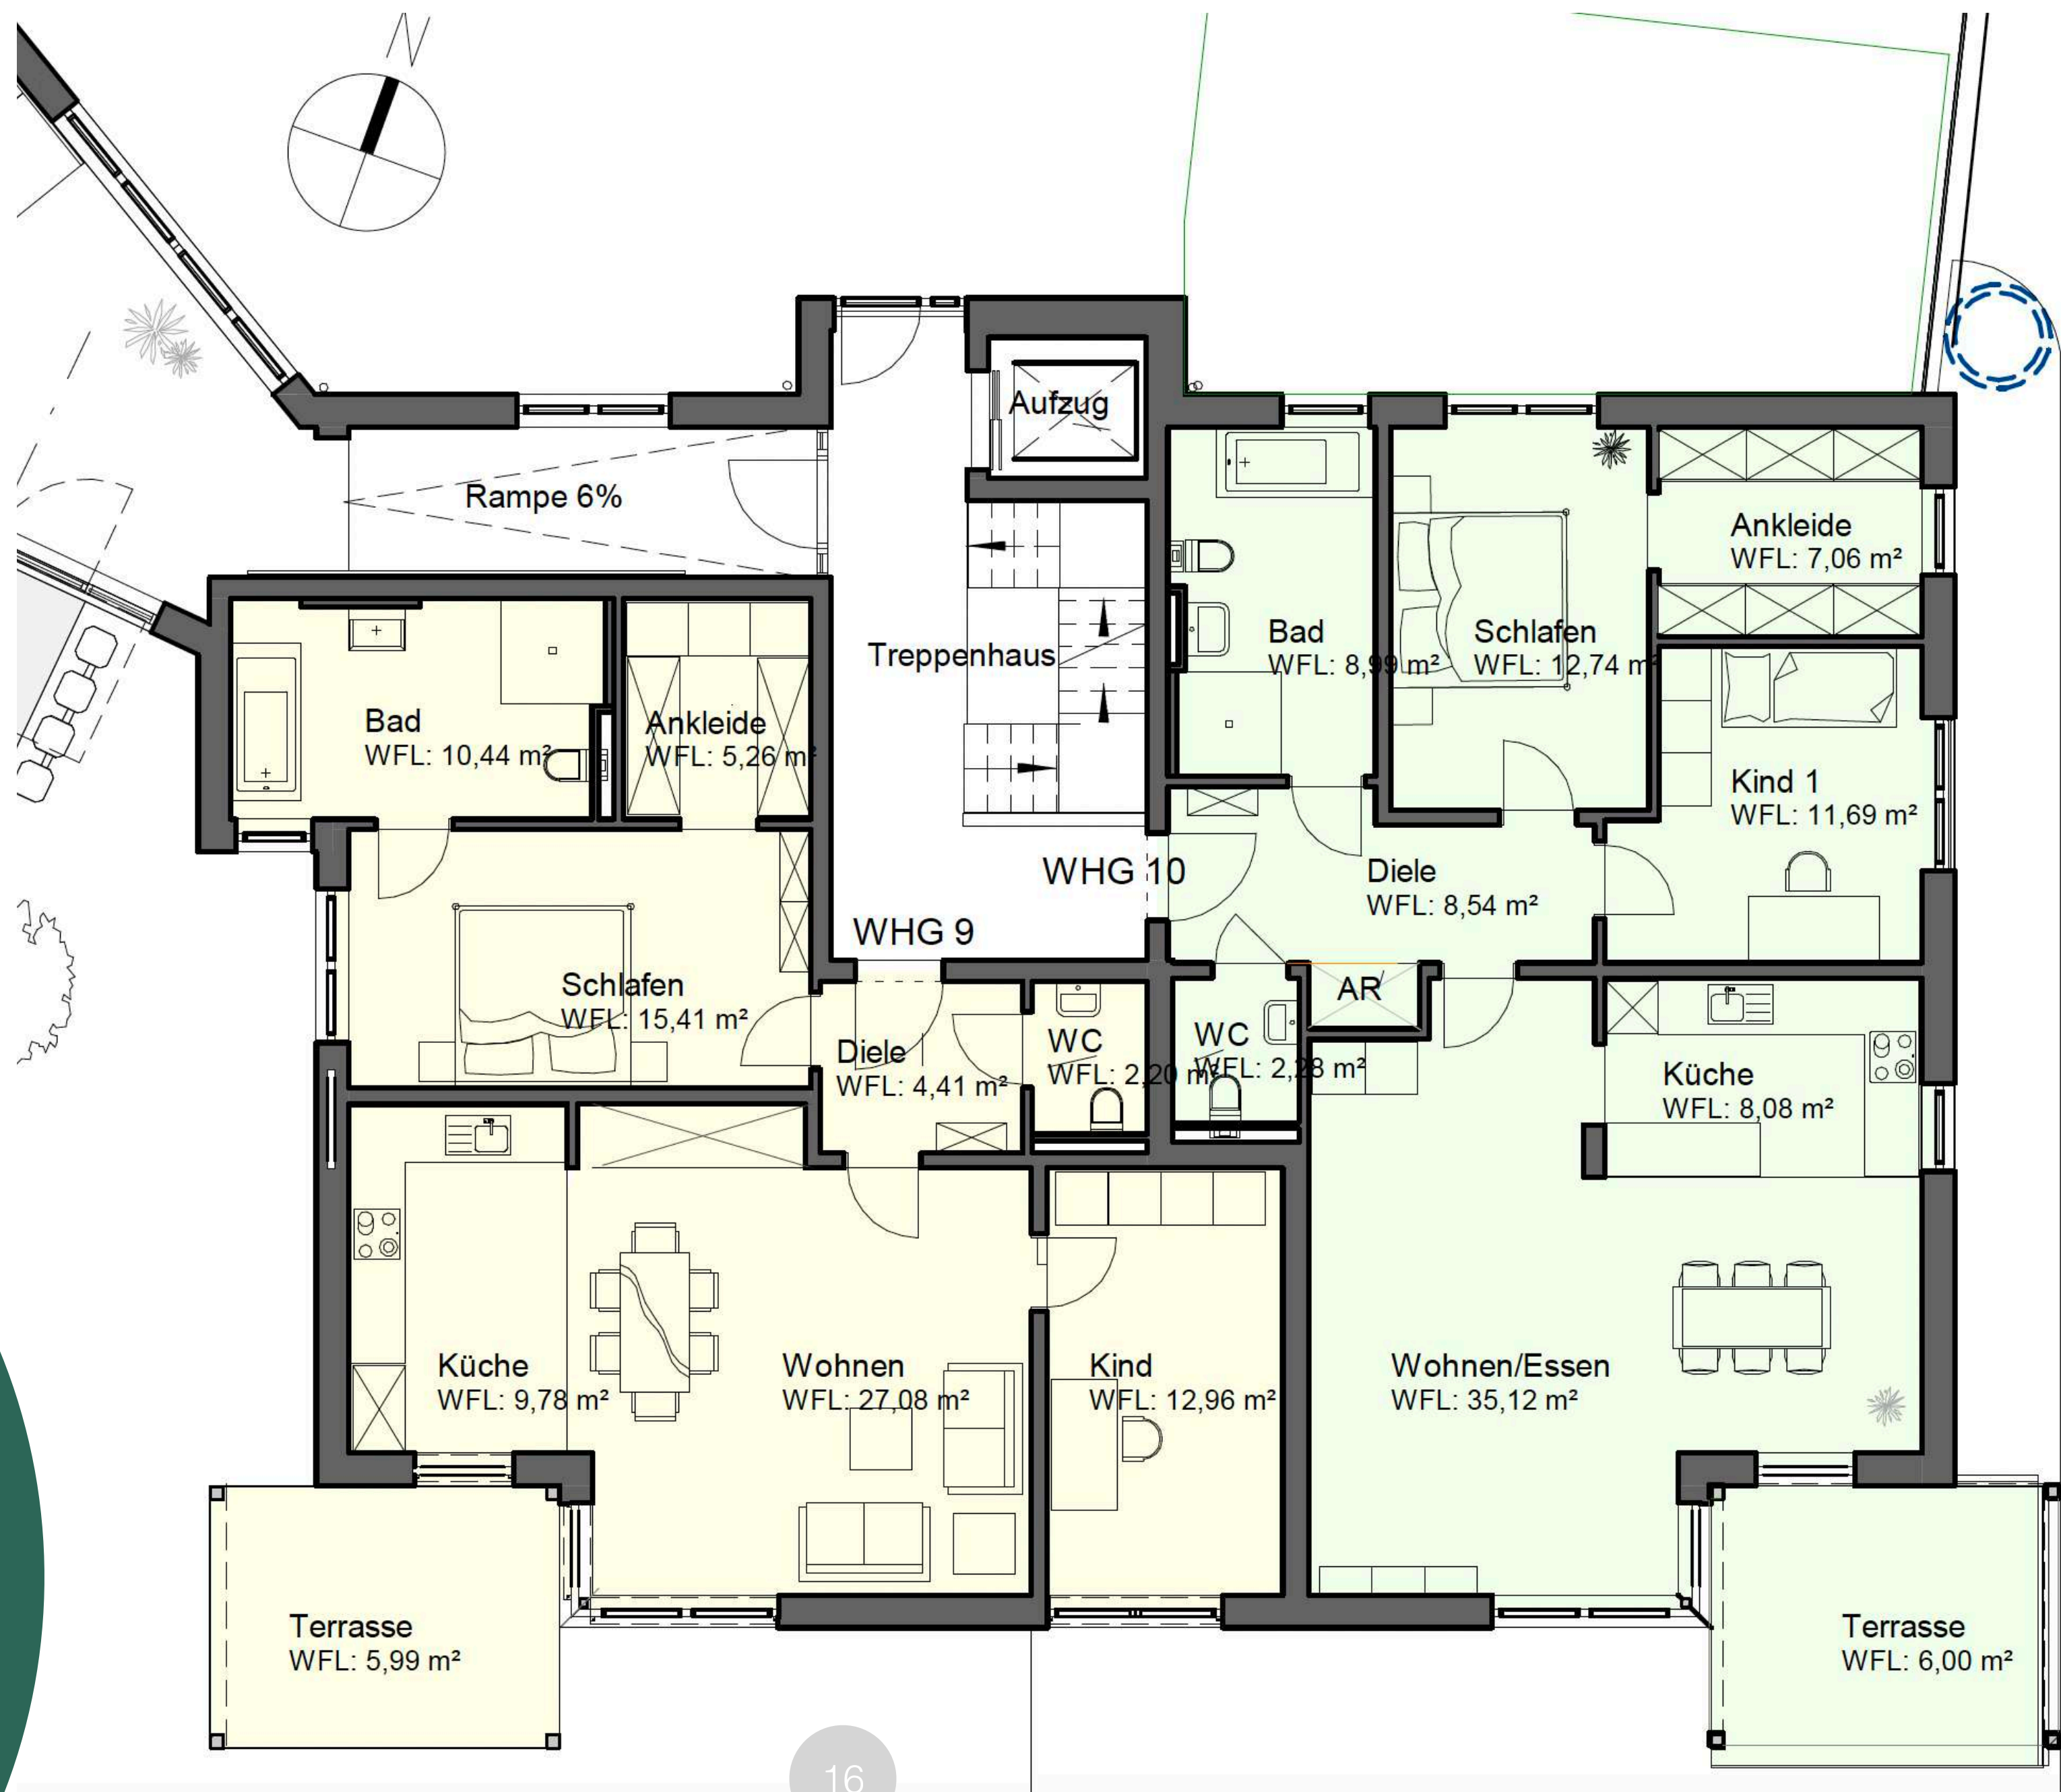 N
Aufzug
Rampe 6%
Ankleide
WFL: 7,06 m²
Bad
WFL: 8,99 m²
Schlafen
WFL: 12,74 m²
Treppenhaus
Bad
WFL: 10,44 m²
Ankleide
WFL: 5,26 m²
Kind 1
WFL: 11,69 m²
WHG 10
Diele
WFL: 8,54 m²
WHG 9
Schlafen
WFL: 15,41 m²
AR
Diele
WFL: 4,41 m²
WC
WFL: 2,20 m²
WC
WFL: 2,28 m²
Küche
WFL: 8,08 m²
Küche
WFL: 9,78 m²
Wohnen
WFL: 27,08 m²
Kind
WFL: 12,96 m²
Wohnen/Essen
WFL: 35,12 m²
Terrasse
WFL: 5,99 m²
Terrasse
WFL: 6,00 m²
16